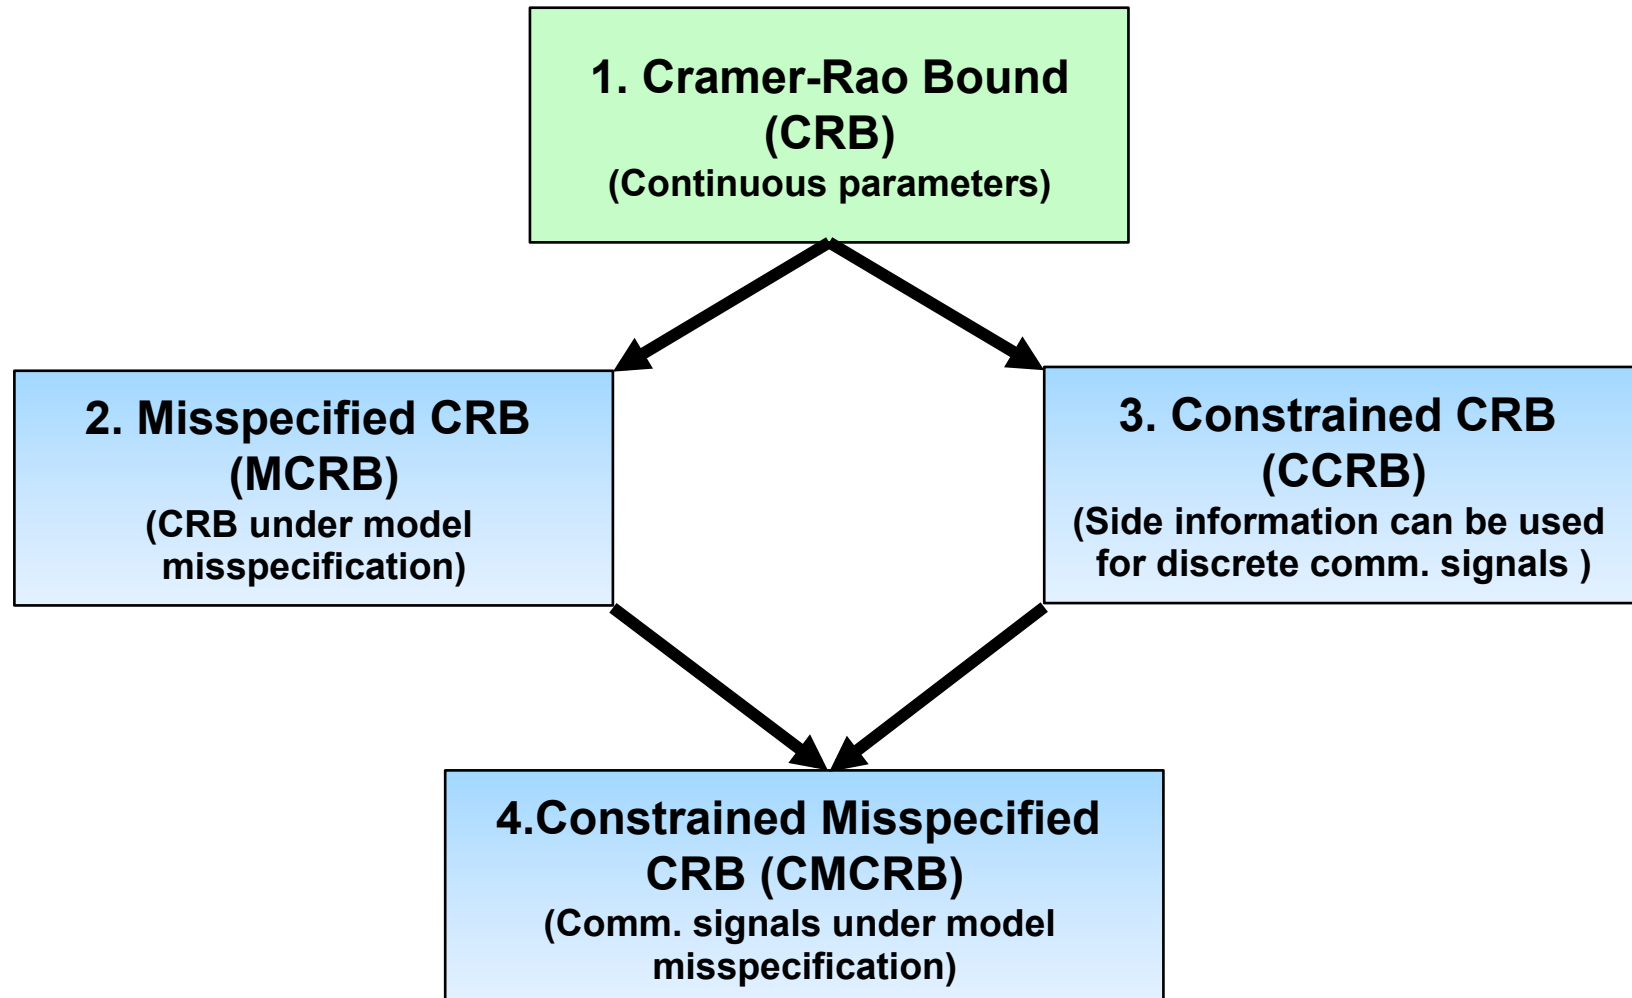 1. Cramer-Rao Bound
(CRB)
(Continuous parameters)
2. Misspecified CRB
(MCRB)
(CRB under model
misspecification)
3. Constrained CRB
(CCRB)
(Side information can be used
for discrete comm. signals )
4.Constrained Misspecified
CRB (CMCRB)
(Comm. signals under model
misspecification)